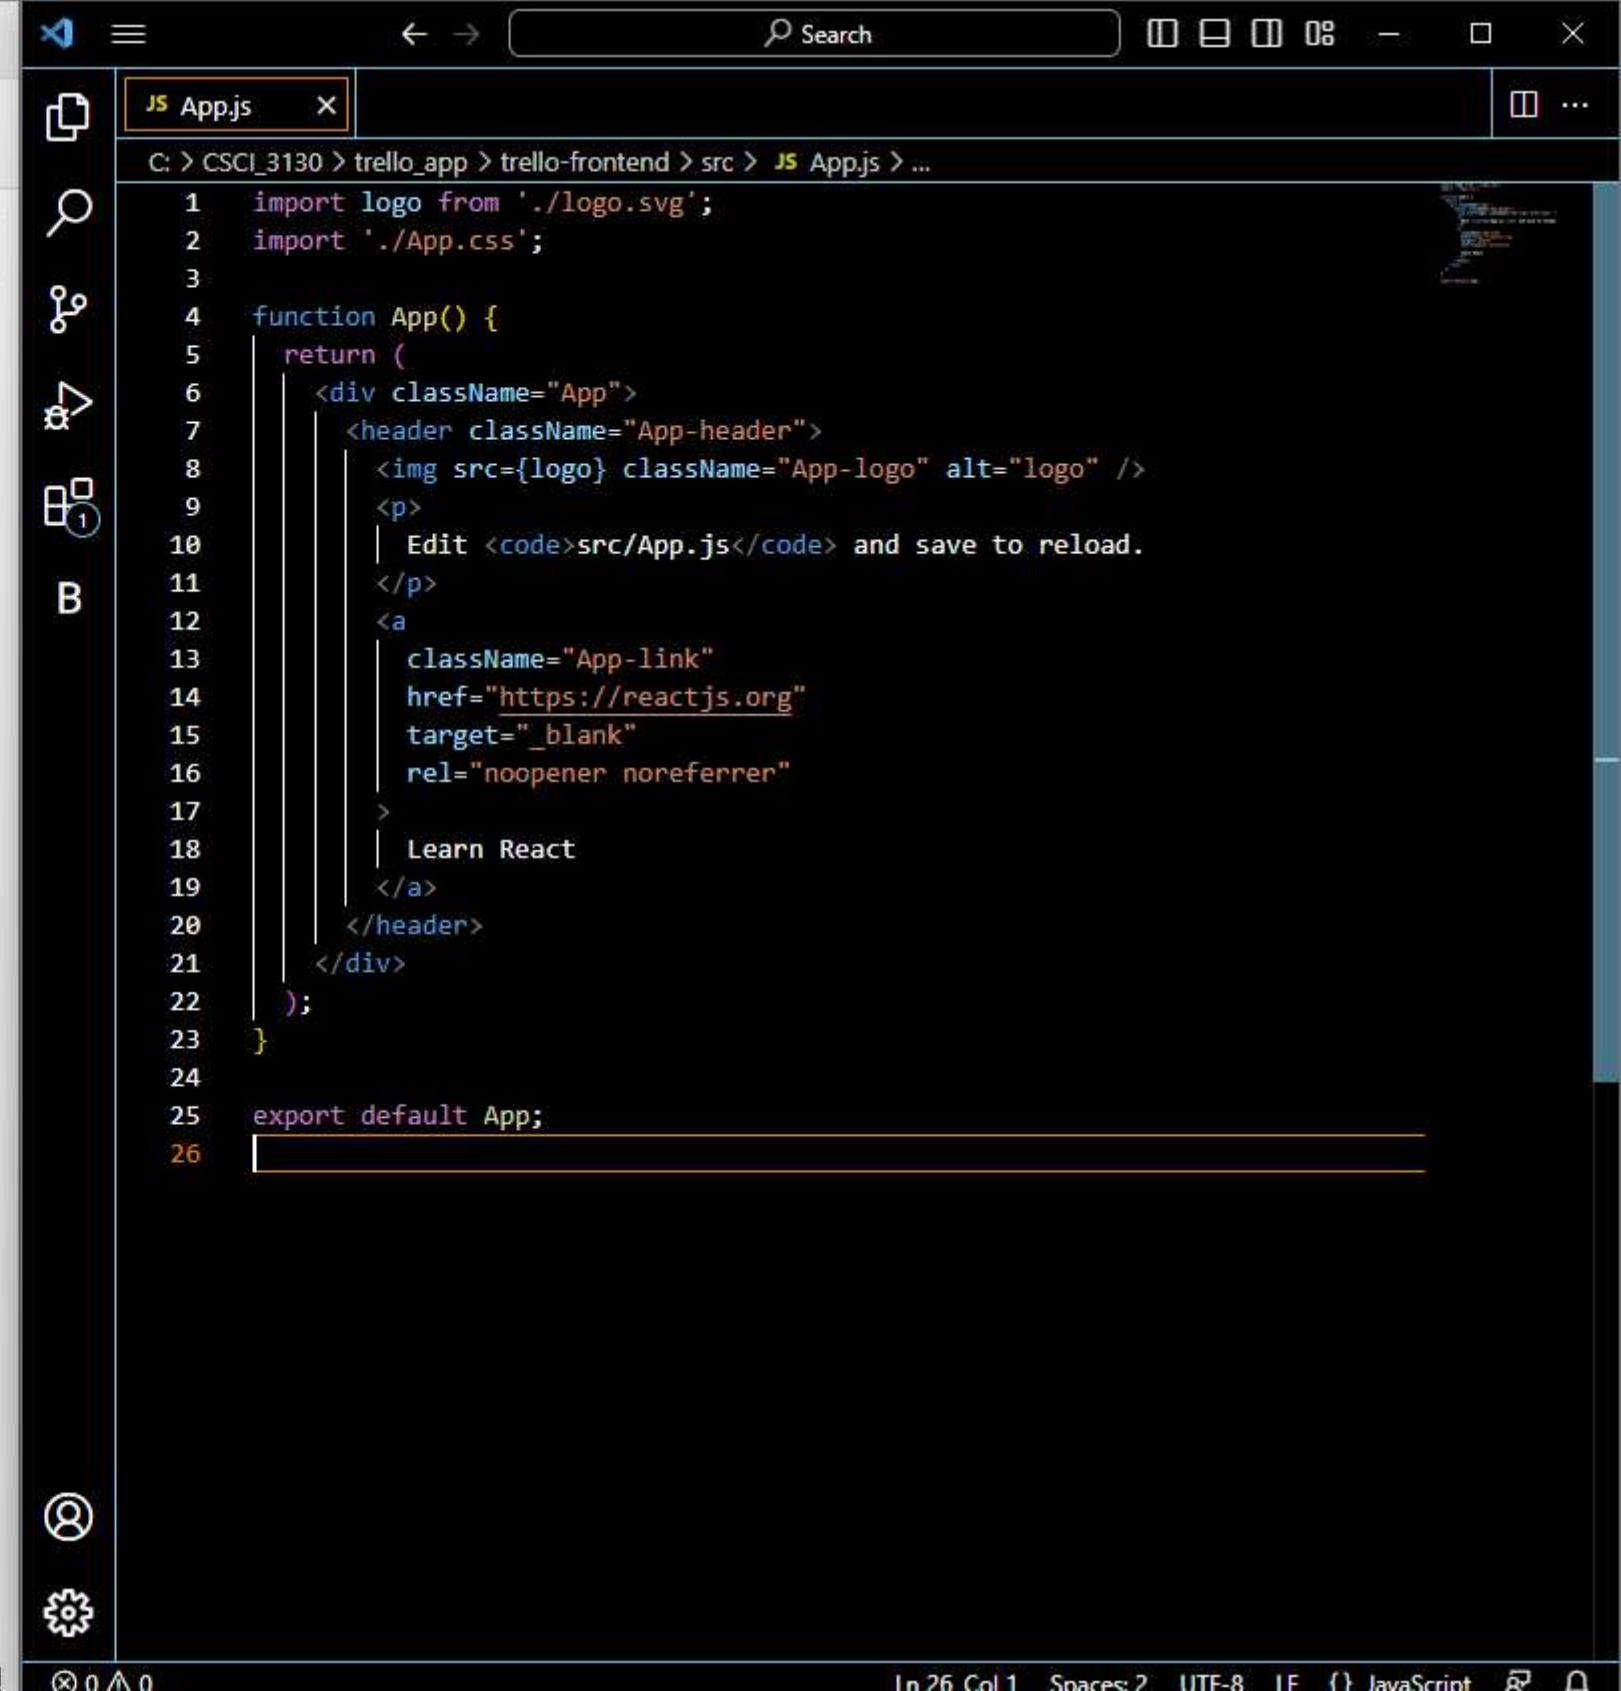 Search
JS App.js
C: > CSCI_3130 > trello_app > trello-frontend > src > JS App.js > ...
1 import logo from './logo.svg';
2 import './App.css';
3
4 function App() {
5 return (
6 <div className="App">
7 <header className="App-header">
8 <img src={logo} className="App-logo" alt="logo" />
9 <p>
10 Edit <code>src/App.js</code> and save to reload.
11 </p>
12 <a
13 className="App-link"
14 href="https://reactjs.org"
15 target="_blank"
16 rel="noopener noreferrer"
17 >
18 Learn React
19 </a>
20 </header>
21 </div>
22 );
23 }
24
25 export default App;
26
1
B
0 0 Ln 26, Col 1 Spaces: 2 UTF-8 LF {} JavaScript